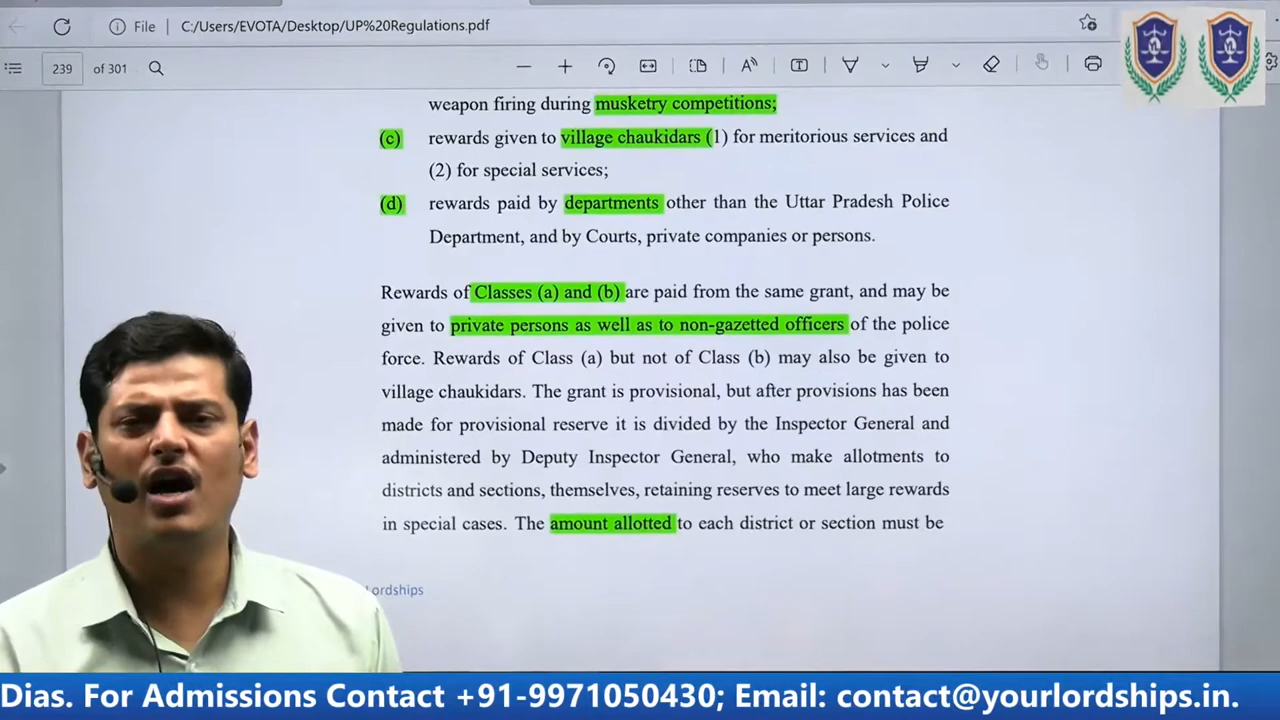 File | C:/Users/EVOTA/Desktop/UP%20Regulations.pdf
239 of 301
weapon firing during musketry competitions;
(c) rewards given to village chaukidars (1) for meritorious services and
(2) for special services;
(d) rewards paid by departments other than the Uttar Pradesh Police
Department, and by Courts, private companies or persons.
Rewards of Classes (a) and (b) are paid from the same grant, and may be
given to private persons as well as to non-gazetted officers of the police
force. Rewards of Class (a) but not of Class (b) may also be given to
village chaukidars. The grant is provisional, but after provisions has been
made for provisional reserve it is divided by the Inspector General and
administered by Deputy Inspector General, who make allotments to
districts and sections, themselves, retaining reserves to meet large rewards
in special cases. The amount allotted to each district or section must be
ordships
Dias. For Admissions Contact +91-9971050430; Email: contact@yourlordships.in.